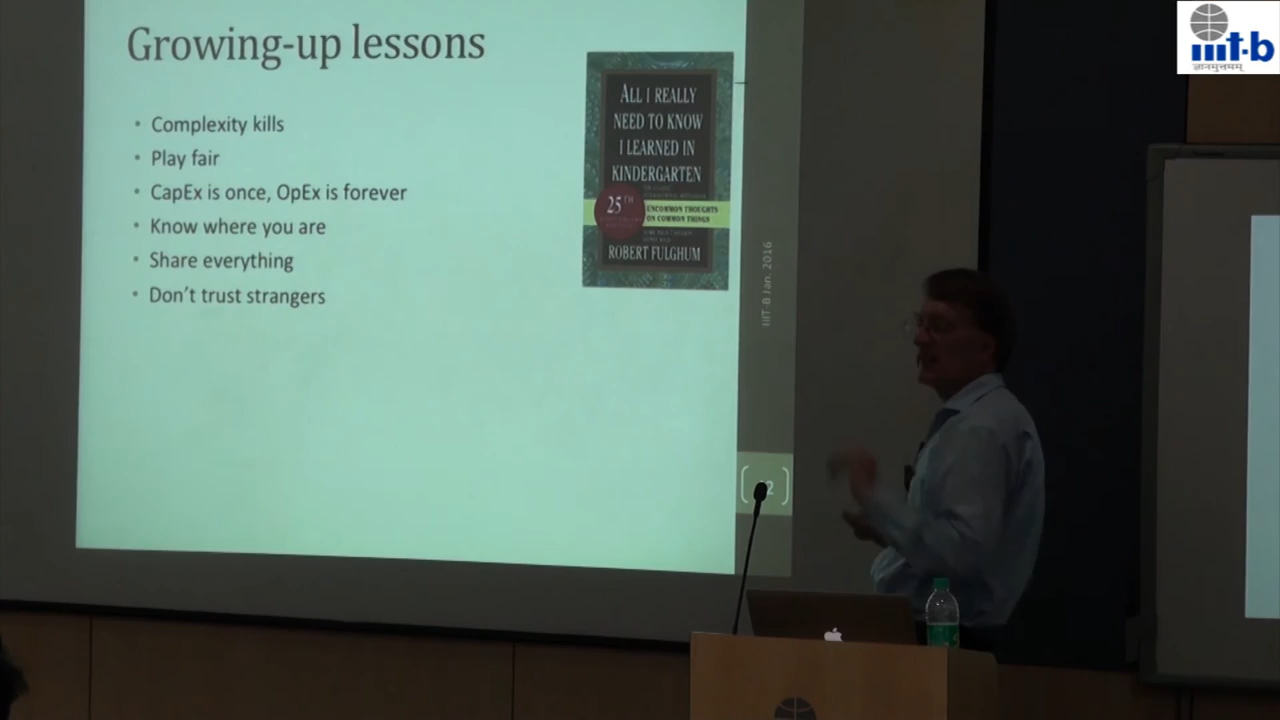 Growing-up lessons
• Complexity kills
• Play fair
• CapEx is once, OpEx is forever
• Know where you are
• Share everything
• Don't trust strangers
ALL I REALLY
NEED TO KNOW
I LEARNED IN
KINDERGARTEN
25TH
UNCOMMON THOUGHTS
ON COMMON THINGS
ROBERT FULGHUM
IIIT-B Jan. 2016
iiit-b
ज्ञानमुत्तमम्